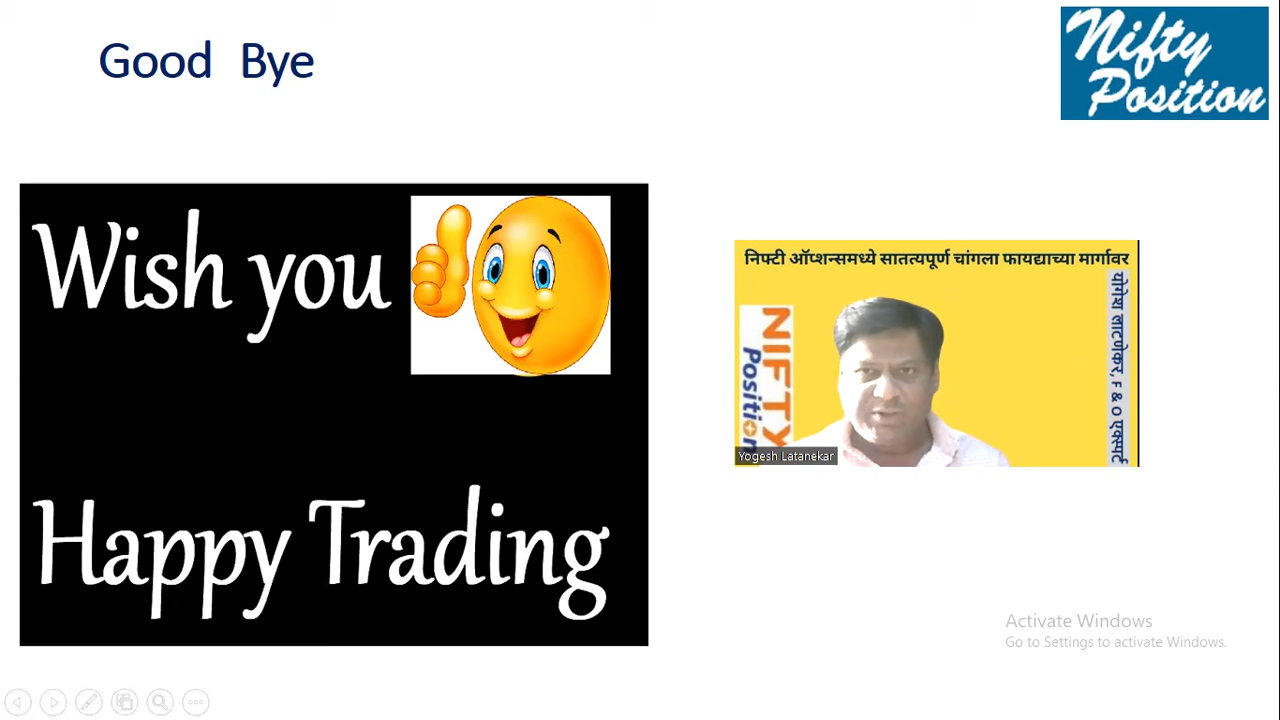 Good Bye
Nifty
Position
Wish you
Happy Trading
निफ्टी ऑप्शन्समध्ये सातत्यपूर्ण चांगला फायद्याच्या मार्गावर
NIFTY
Position
योगेश लाटणेकर, F & O एक्स्पर्ट
Yogesh Latanekar
Activate Windows
Go to Settings to activate Windows.